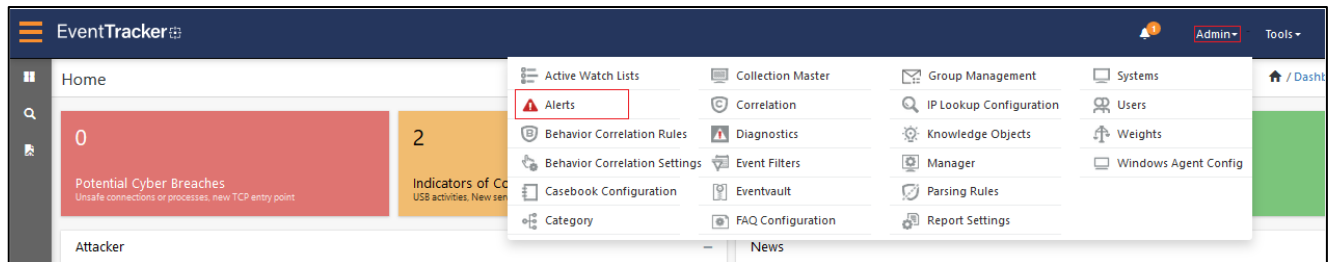 EventTracker
1
Admin
Tools
Home
/ Dashb
Active Watch Lists
Collection Master
Group Management
Systems
Alerts
Correlation
IP Lookup Configuration
Users
Behavior Correlation Rules
Diagnostics
Knowledge Objects
Weights
Behavior Correlation Settings
Event Filters
Manager
Windows Agent Config
Casebook Configuration
Eventvault
Parsing Rules
Category
FAQ Configuration
Report Settings
0
Potential Cyber Breaches
Unsafe connections or processes, new TCP entry point
2
Indicators of Co
USB activities, New serv
Attacker
News